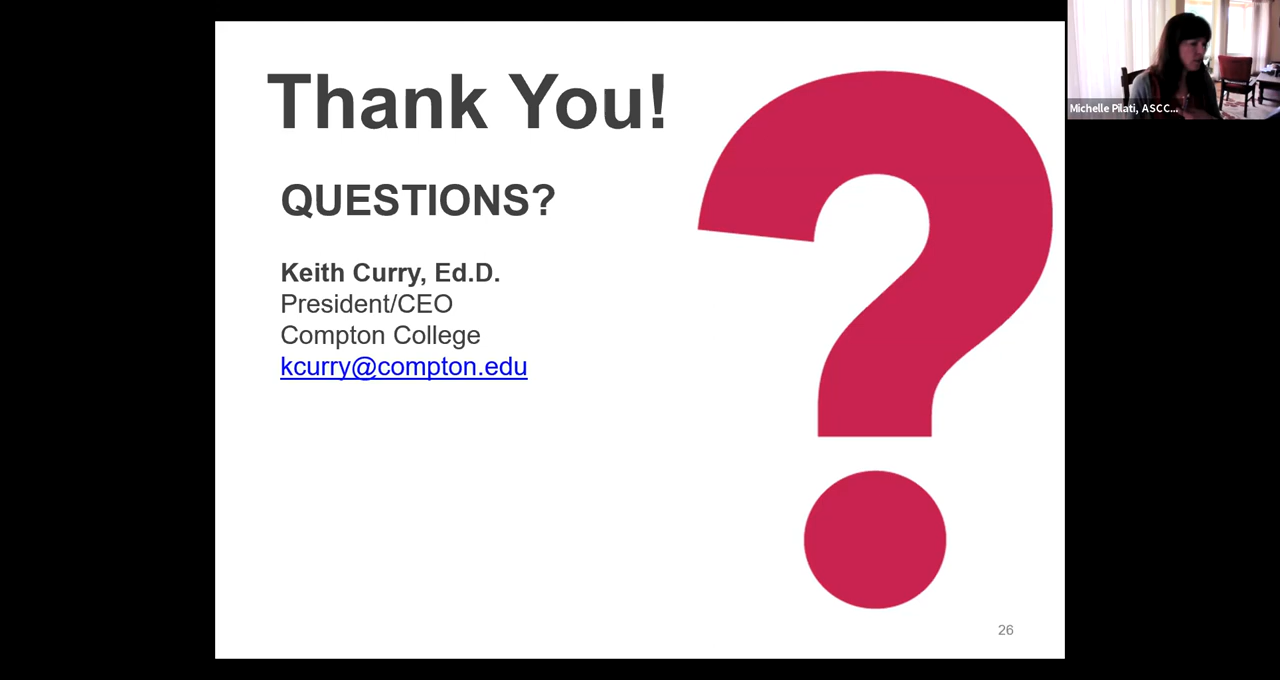 Thank You!
QUESTIONS?
Keith Curry, Ed.D.
President/CEO
Compton College
kcurry@compton.edu
26
Michelle Pilati, ASCC...